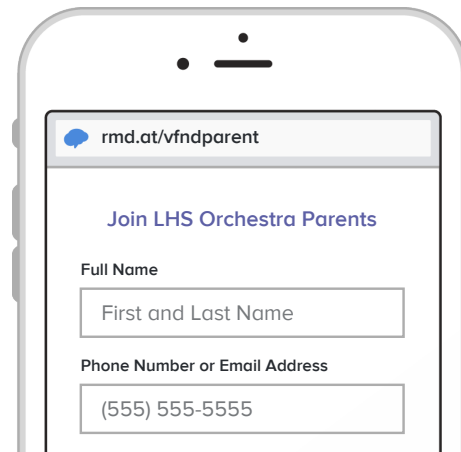 rmd.at/vfndparent
Join LHS Orchestra Parents
Full Name
First and Last Name
Phone Number or Email Address
(555) 555-5555